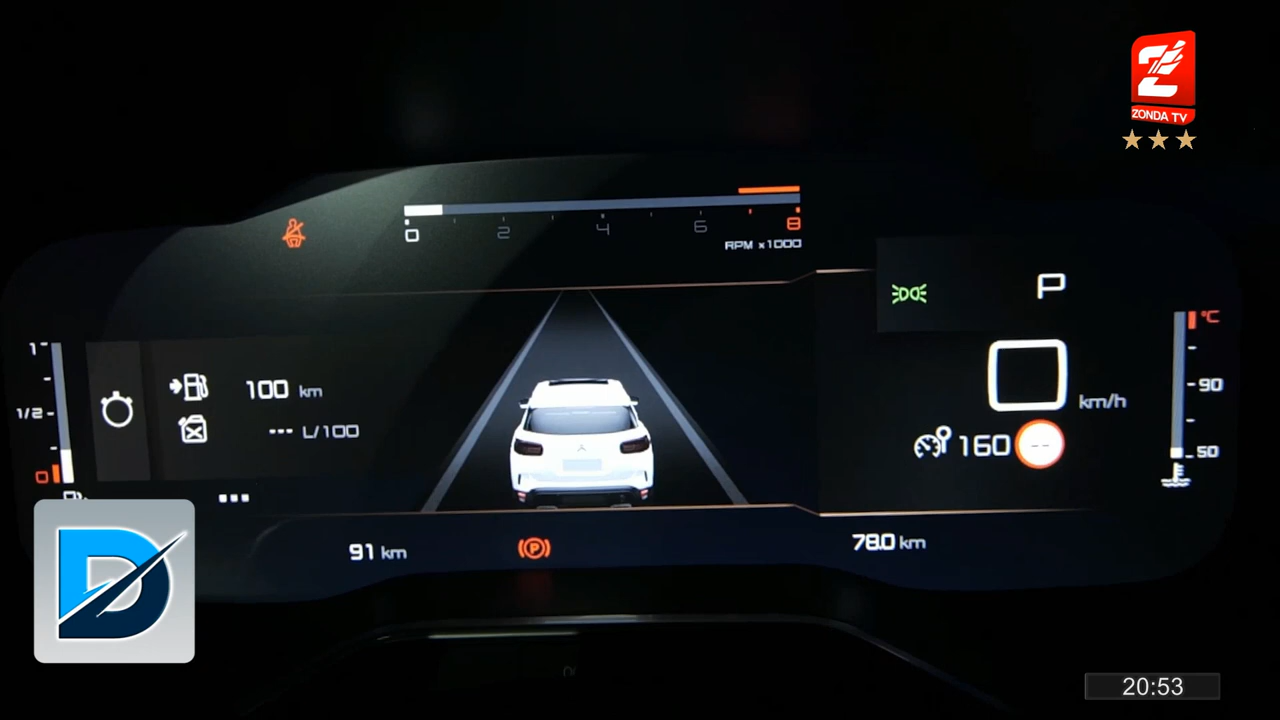 ZONDA TV
0 2 4 6 8
RPM x1000
P
1
1/2
0
100 km
--- L/100
km/h
160 --
°C
90
50
91 km
P
78.0 km
20:53